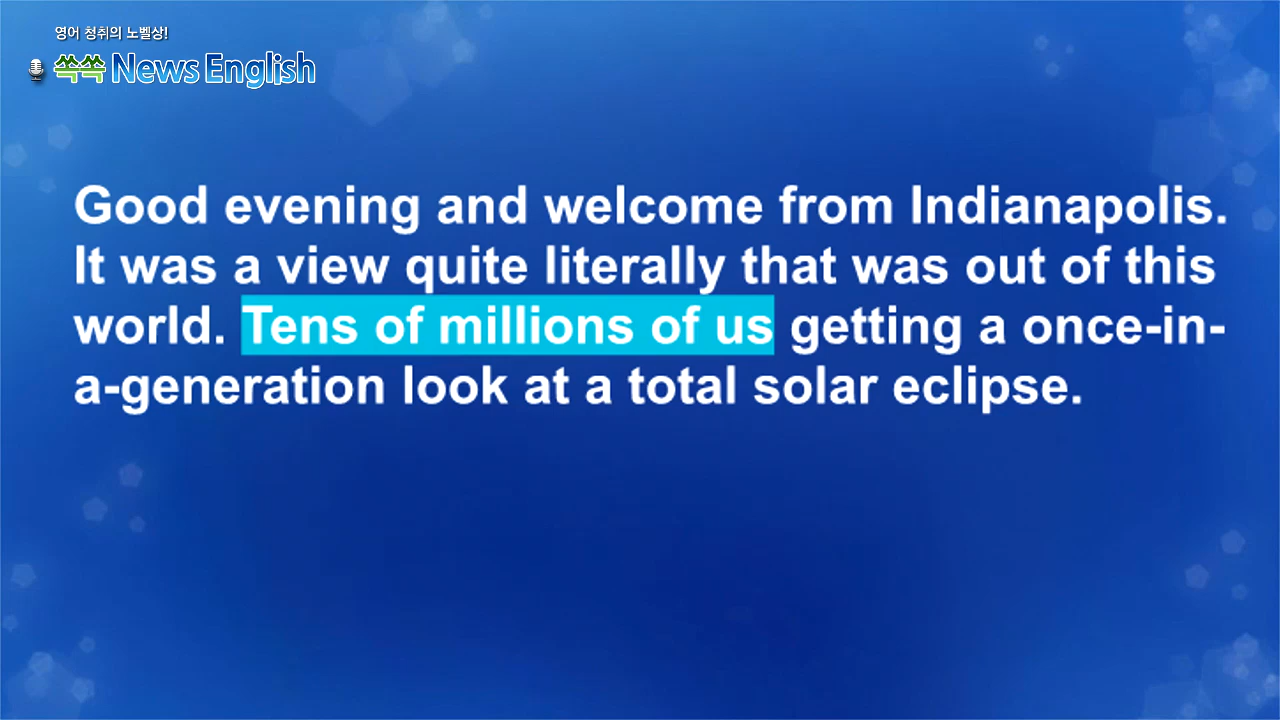 영어 청취의 노벨상!
쏙쏙 News English
Good evening and welcome from Indianapolis.
It was a view quite literally that was out of this
world. Tens of millions of us getting a once-in-
a-generation look at a total solar eclipse.